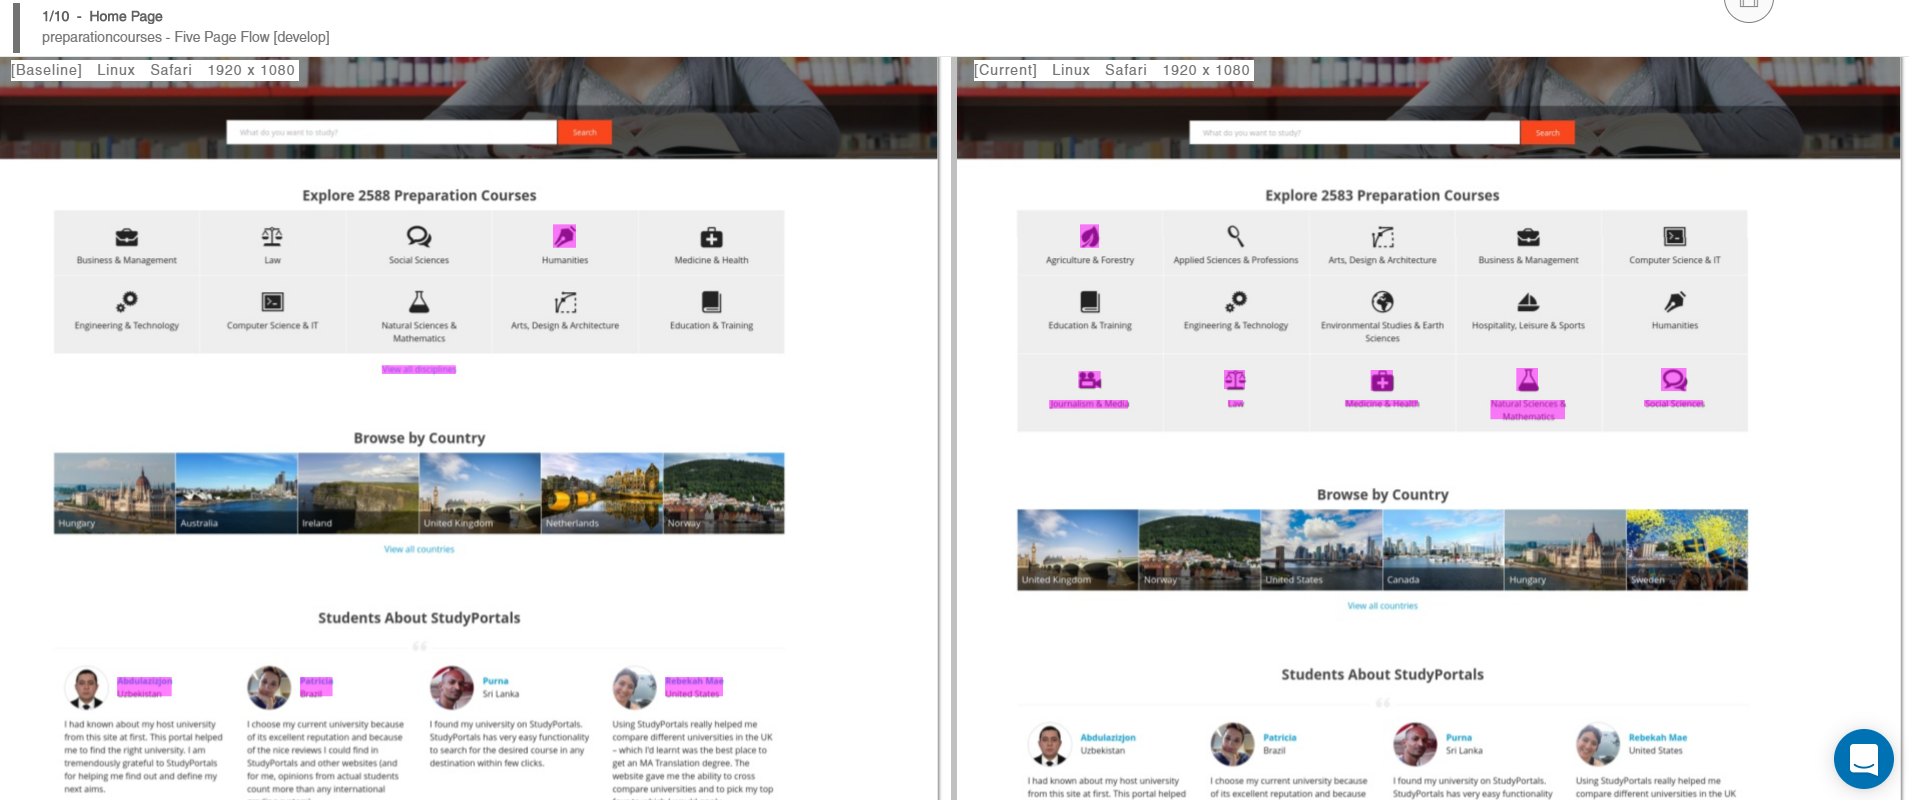 1/10 - Home Page
preparationcourses - Five Page Flow [develop]
[Baseline] Linux Safari 1920 x 1080
What do you want to study?
Search
Explore 2588 Preparation Courses
Business & Management
Law
Social Sciences
Humanities
Medicine & Health
Engineering & Technology
Computer Science & IT
Natural Sciences &
Mathematics
Arts, Design & Architecture
Education & Training
View all disciplines
Browse by Country
Hungary
Australia
Ireland
United Kingdom
Netherlands
Norway
View all countries
Students About StudyPortals
Abdulazizjon
Uzbekistan
I had known about my host university
from this site at first. This portal helped
me to find the right university. I am
tremendously grateful to StudyPortals
for helping me find out and define my
next aims.
Patricia
Brazil
I choose my current university because
of its excellent reputation and because
of the nice reviews I could find in
StudyPortals and other websites (and
for me, opinions from actual students
count more than any international
Purna
Sri Lanka
I found my university on StudyPortals.
StudyPortals has very easy functionality
to search for the desired course in any
destination within few clicks.
Rebekah Mae
United States
Using StudyPortals really helped me
compare different universities in the UK
– which I'd learnt was the best place to
get an MA Translation degree. The
website gave me the ability to cross
compare universities and to pick my top
[Current] Linux Safari 1920 x 1080
What do you want to study?
Search
Explore 2583 Preparation Courses
Agriculture & Forestry
Applied Sciences & Professions
Arts, Design & Architecture
Business & Management
Computer Science & IT
Education & Training
Engineering & Technology
Environmental Studies & Earth
Sciences
Hospitality, Leisure & Sports
Humanities
Journalism & Media
Law
Medicine & Health
Natural Sciences &
Mathematics
Social Sciences
Browse by Country
United Kingdom
Norway
United States
Canada
Hungary
Sweden
View all countries
Students About StudyPortals
Abdulazizjon
Uzbekistan
I had known about my host university
from this site at first. This portal helped
Patricia
Brazil
I choose my current university because
of its excellent reputation and because
Purna
Sri Lanka
I found my university on StudyPortals.
StudyPortals has very easy functionality
Rebekah Mae
United States
Using StudyPortals really helped me
compare different universities in the UK